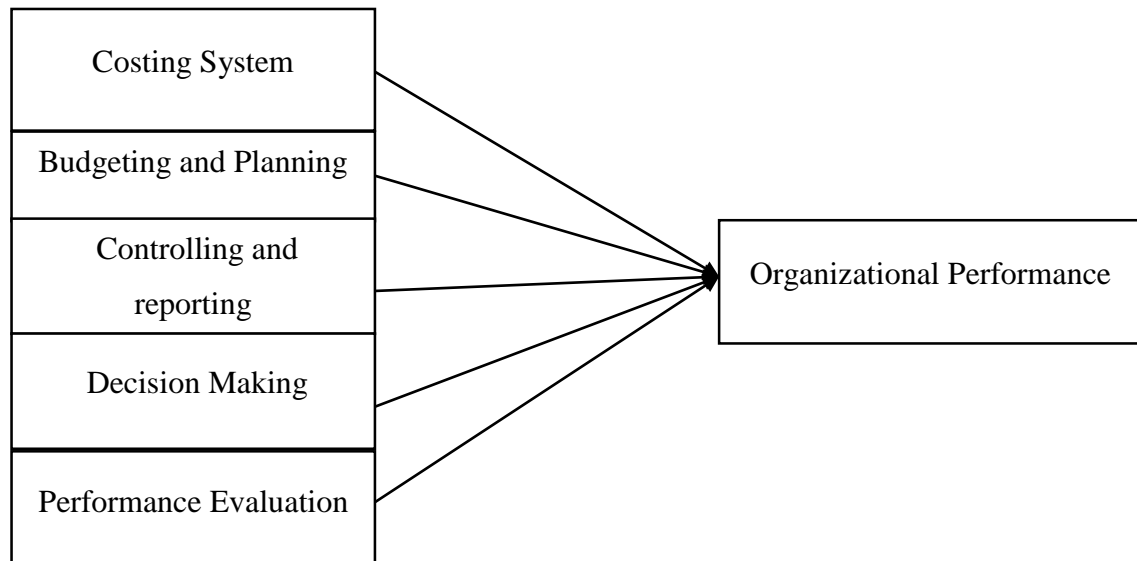 Costing System
Budgeting and Planning
Controlling and
reporting
Decision Making
Performance Evaluation
Organizational Performance